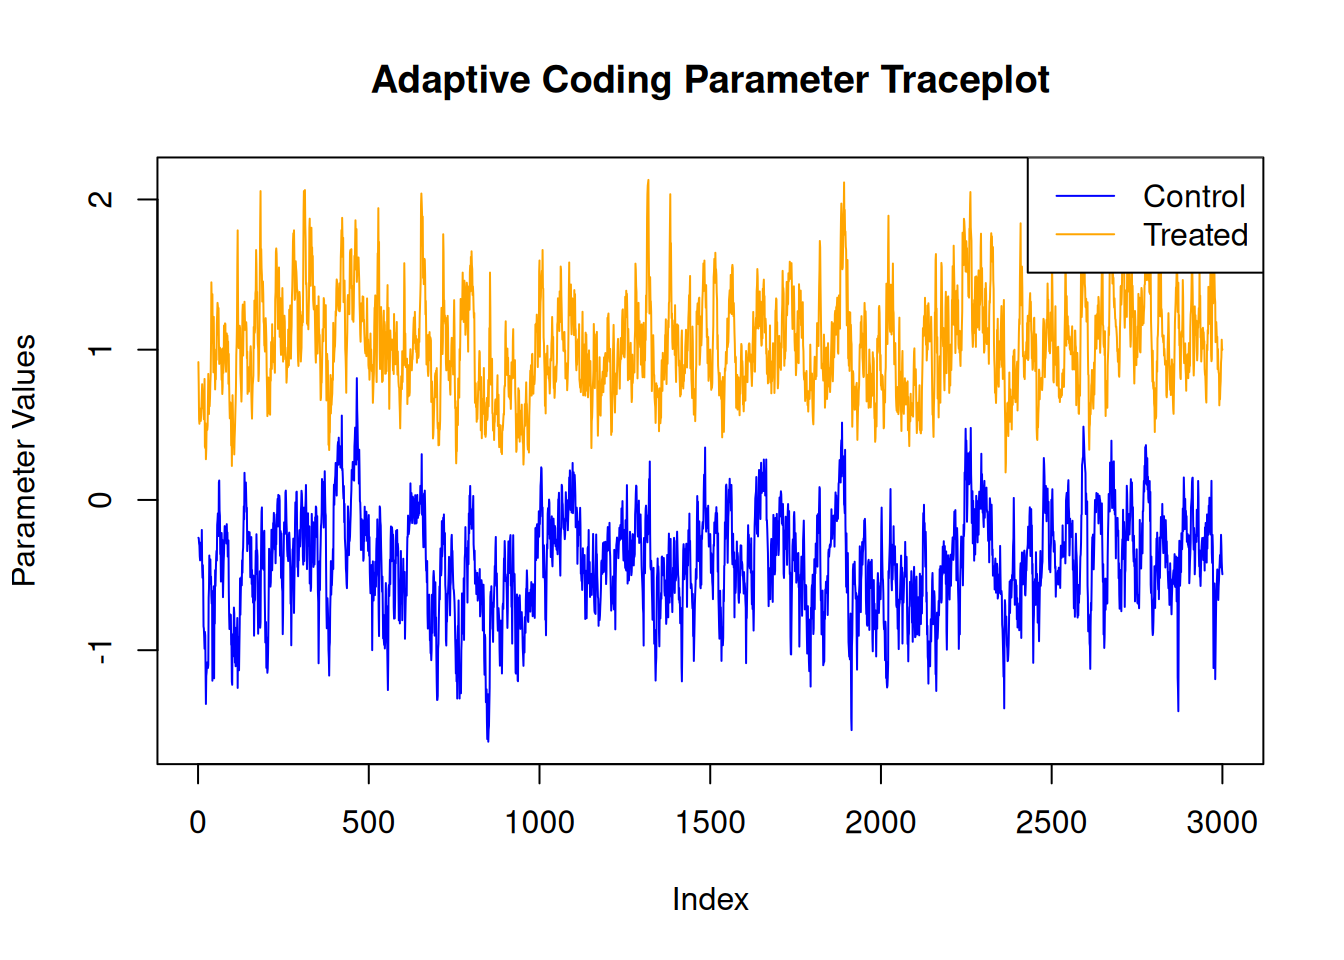 Adaptive Coding Parameter Traceplot
Control
Treated
2
1
0
-1
Parameter Values
0 500 1000 1500 2000 2500 3000
Index